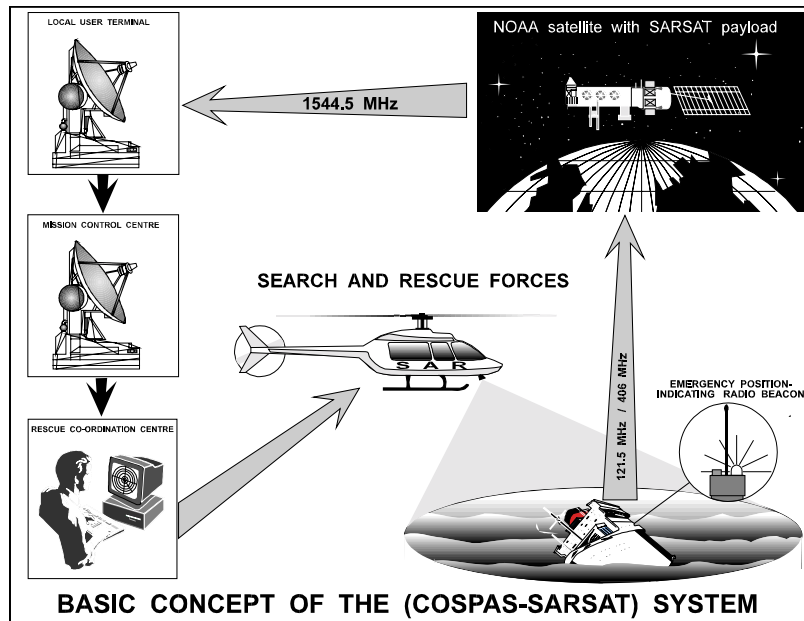 LOCAL USER TERMINAL
NOAA satellite with SARSAT payload
1544.5 MHz
MISSION CONTROL CENTRE
SEARCH AND RESCUE FORCES
SAR
121.5 MHz / 406 MHz
EMERGENCY POSITION-
INDICATING RADIO BEACON
RESCUE CO-ORDINATION CENTRE
BASIC CONCEPT OF THE (COSPAS-SARSAT) SYSTEM